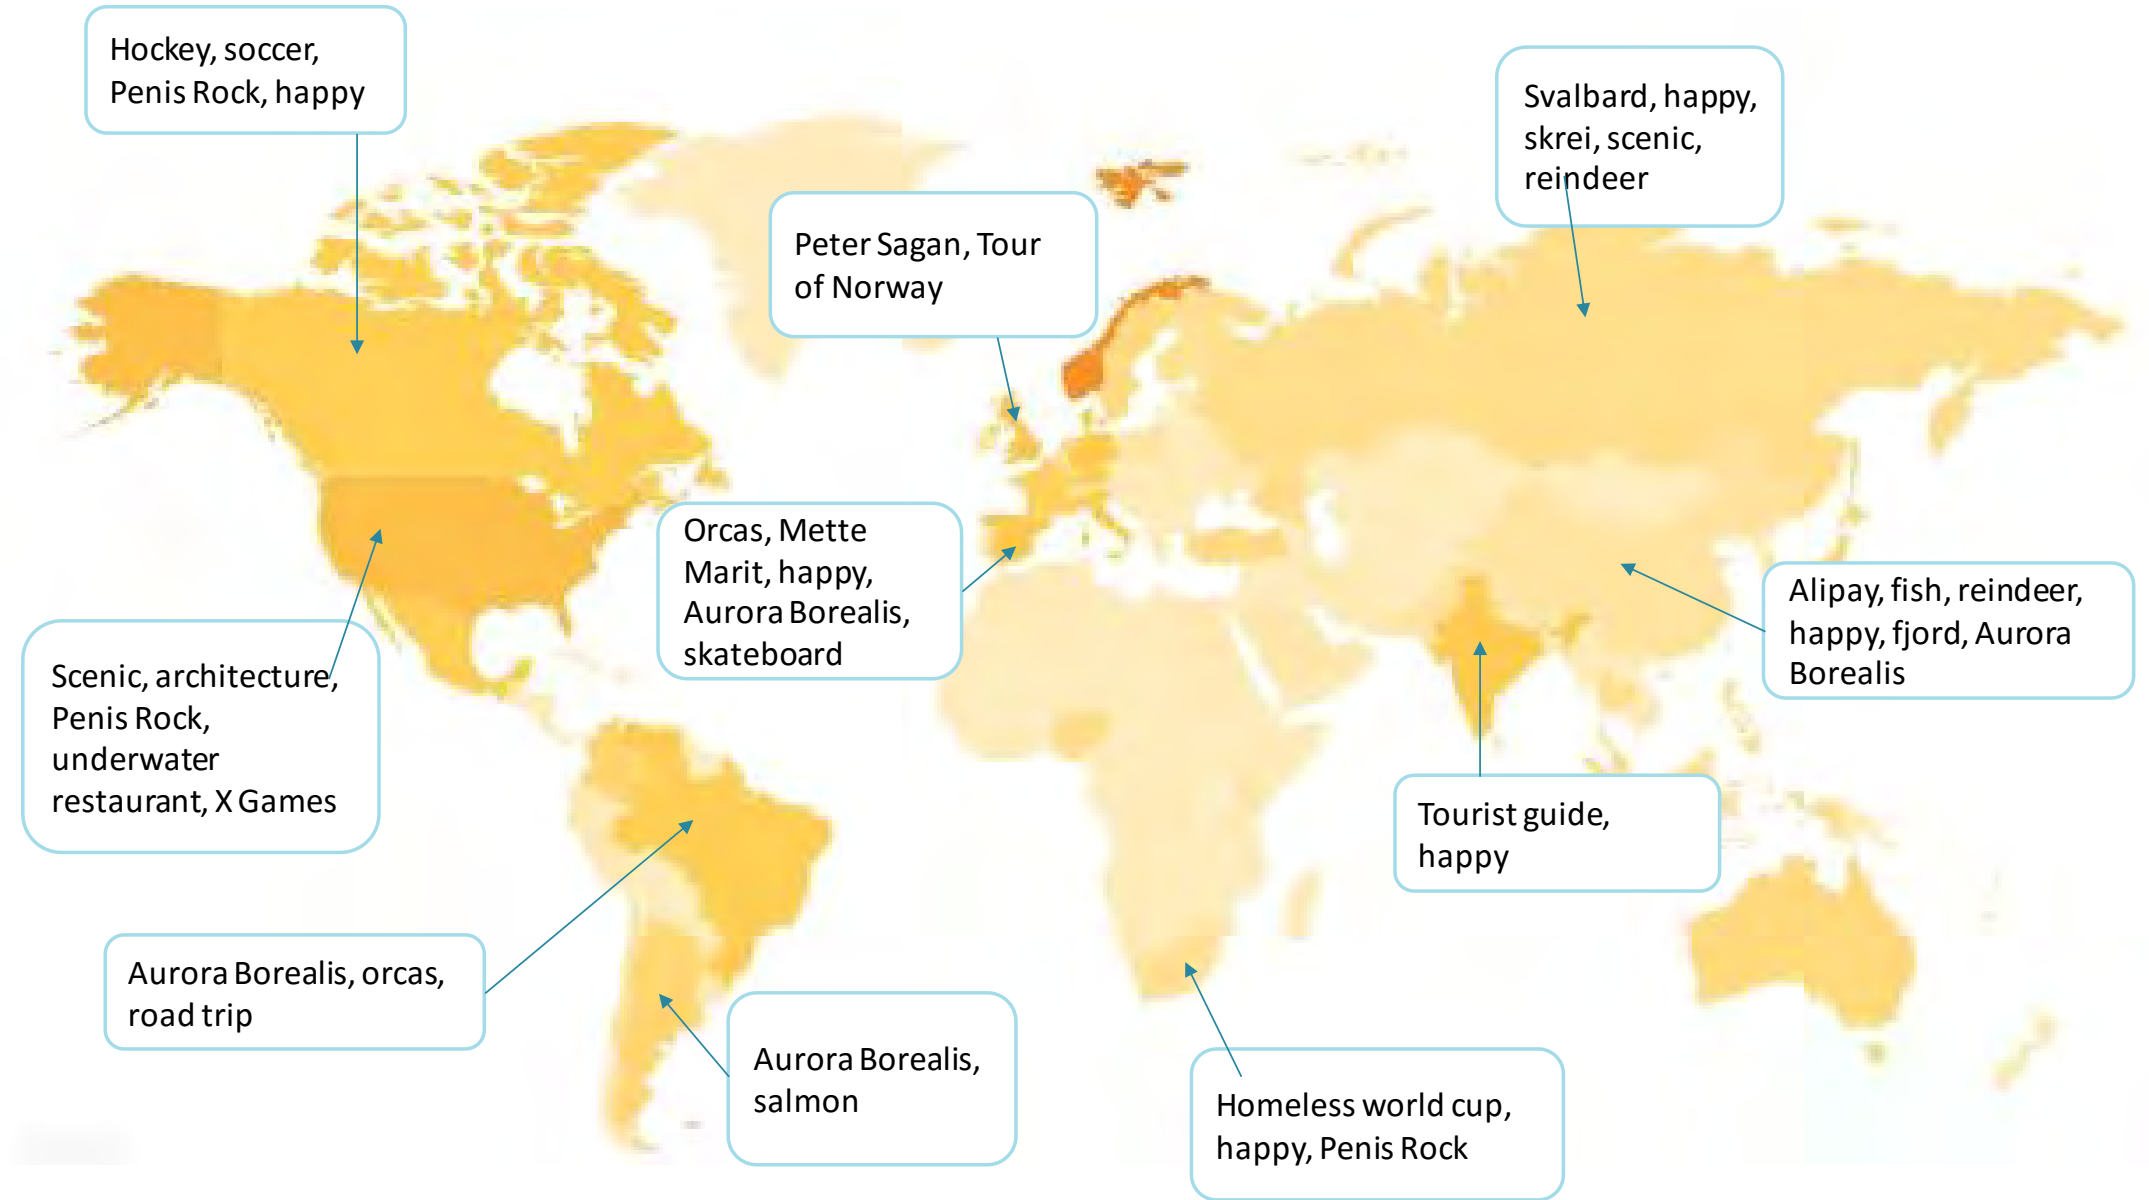 Hockey, soccer,
Penis Rock, happy
Svalbard, happy,
skrei, scenic,
reindeer
Peter Sagan, Tour
of Norway
Orcas, Mette
Marit, happy,
Aurora Borealis,
skateboard
Alipay, fish, reindeer,
happy, fjord, Aurora
Borealis
Scenic, architecture,
Penis Rock,
underwater
restaurant, X Games
Tourist guide,
happy
Aurora Borealis, orcas,
road trip
Aurora Borealis,
salmon
Homeless world cup,
happy, Penis Rock